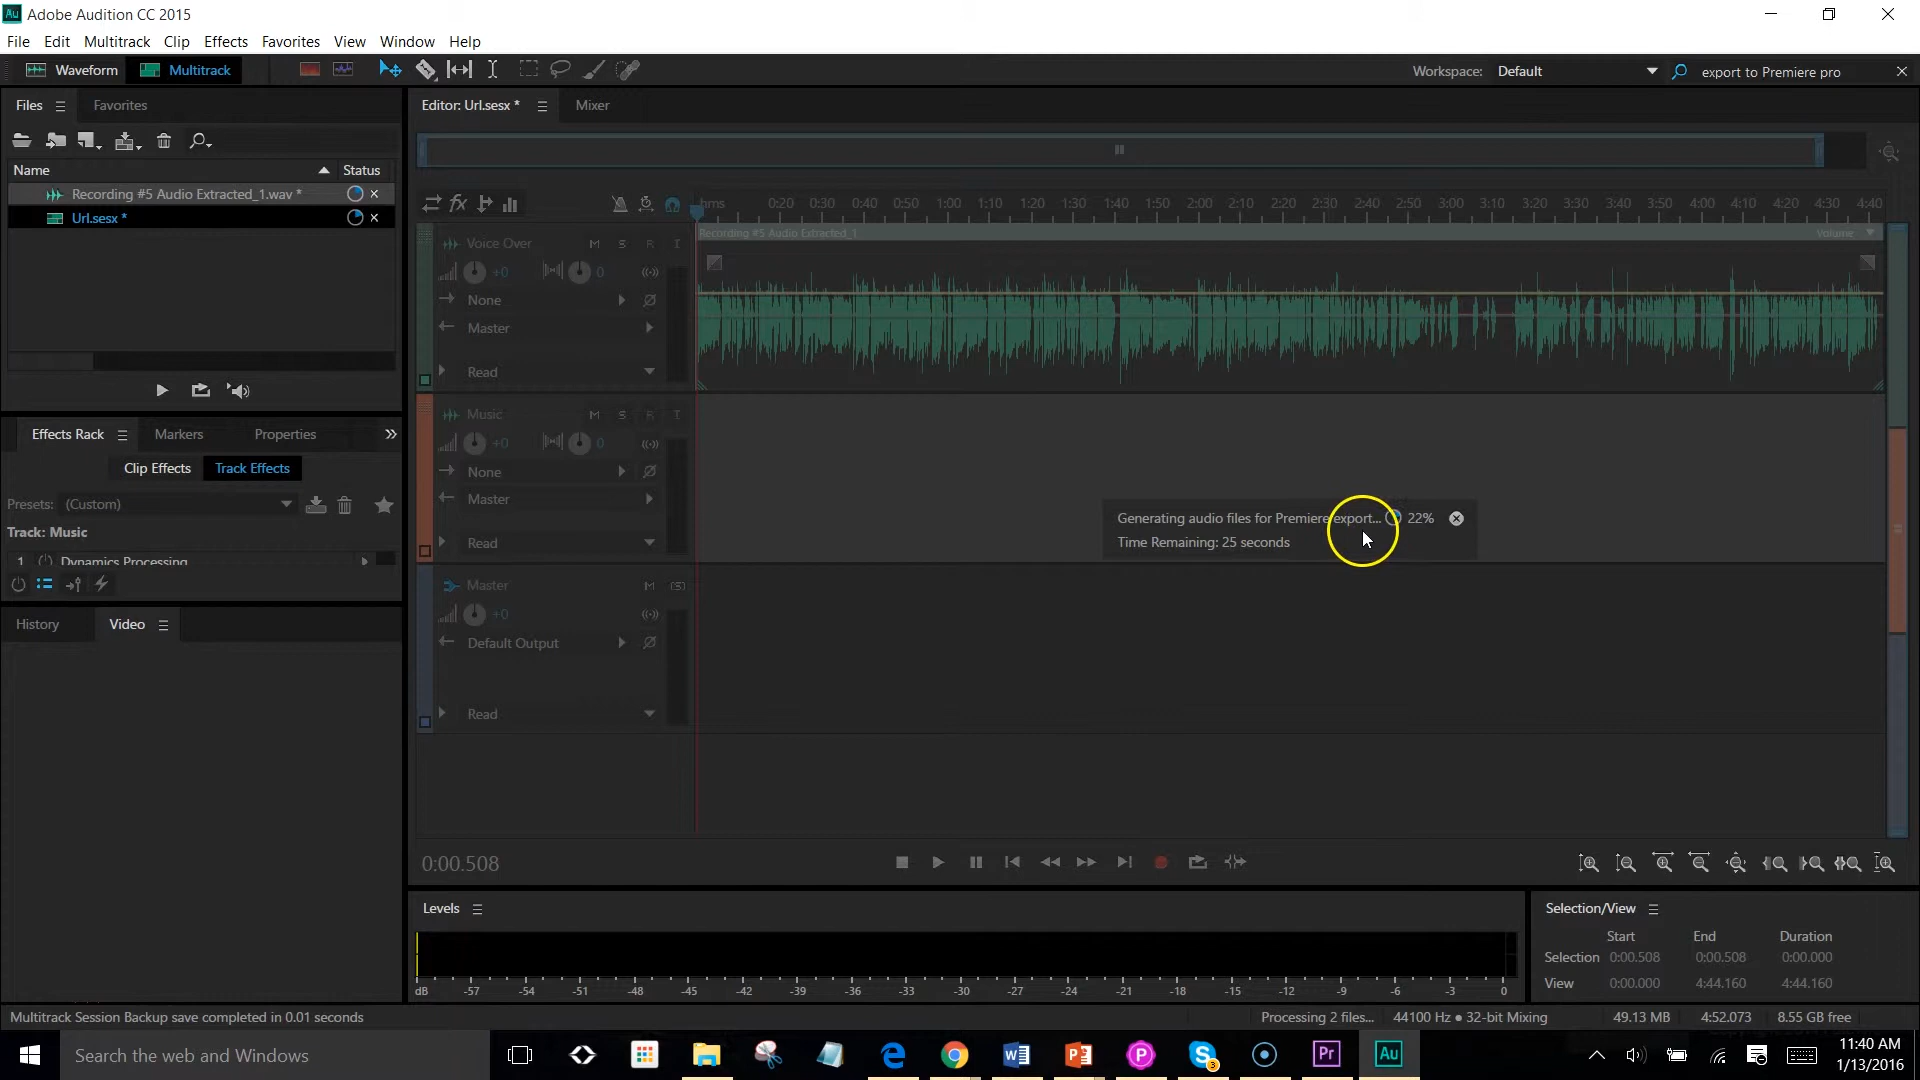 Au Adobe Audition CC 2015
File Edit Multitrack Clip Effects Favorites View Window Help
Waveform Multitrack Workspace: Default export to Premiere pro
Files Favorites Editor: Url.sesx * Mixer
Name Status
Recording #5 Audio Extracted_1.wav *
Url.sesx *
hms 0:20 0:30 0:40 0:50 1:00 1:10 1:20 1:30 1:40 1:50 2:00 2:10 2:20 2:30 2:40 2:50 3:00 3:10 3:20 3:30 3:40 3:50 4:00 4:10 4:20 4:30 4:40
Recording #5 Audio Extracted_1 Volume
Voice Over M S R I
+0 0
None
Master
Read
Music M S R I
+0 0
None
Master
Read
Master M (S)
+0
Default Output
Read
Effects Rack Markers Properties
Clip Effects Track Effects
Presets: (Custom)
Track: Music
1 Dynamics Processing
History Video
Generating audio files for Premiere export... 22%
Time Remaining: 25 seconds
0:00.508
Levels
dB -57 -54 -51 -48 -45 -42 -39 -36 -33 -30 -27 -24 -21 -18 -15 -12 -9 -6 -3 0
Selection/View
Start End Duration
Selection 0:00.508 0:00.508 0:00.000
View 0:00.000 4:44.160 4:44.160
Multitrack Session Backup save completed in 0.01 seconds
Processing 2 files... 44100 Hz ● 32-bit Mixing 49.13 MB 4:52.073 8.55 GB free
Search the web and Windows
3
Pr
Au
11:40 AM
1/13/2016